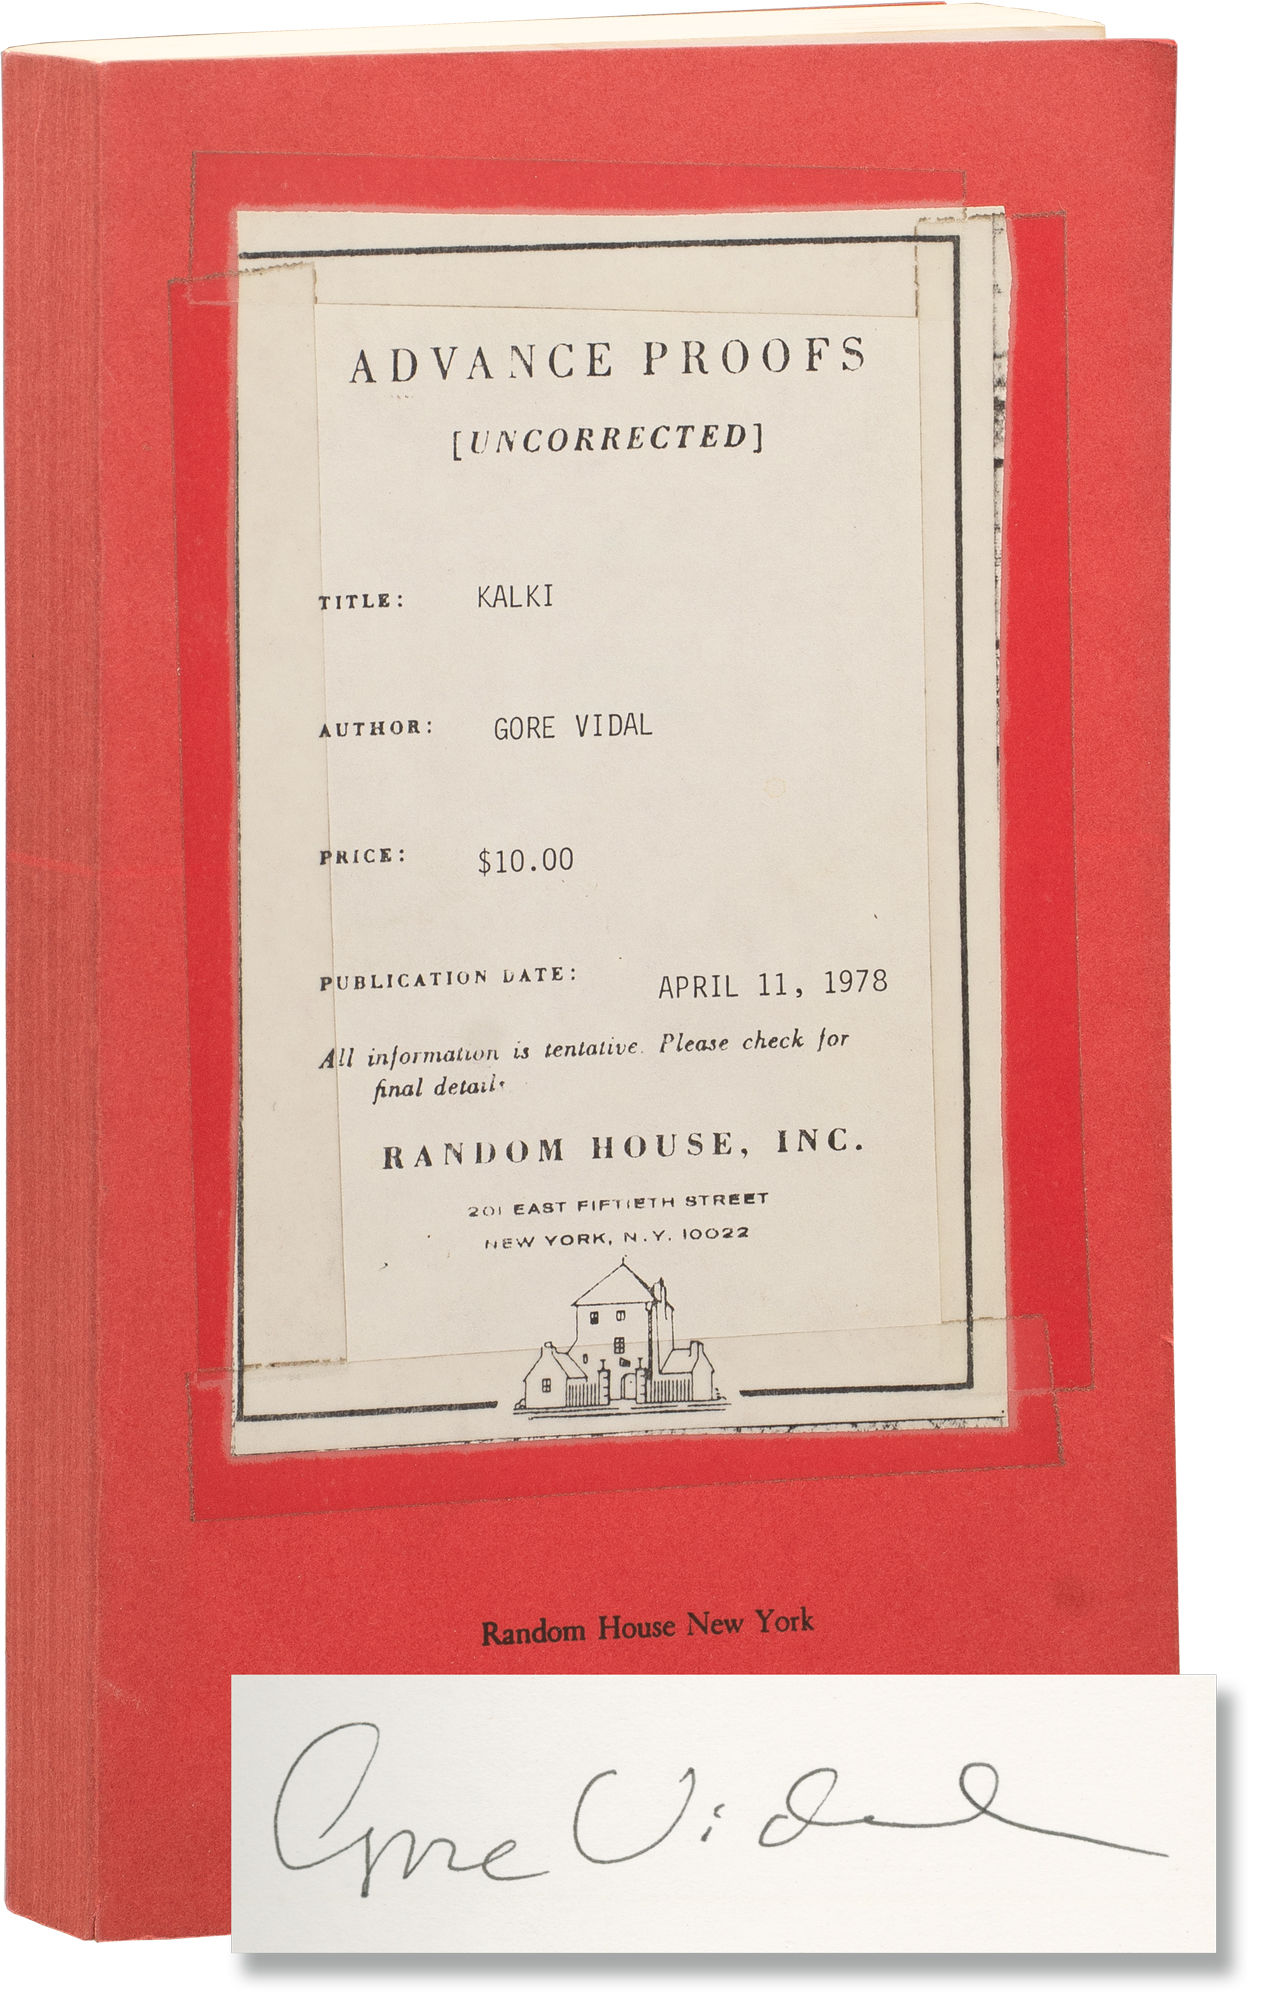 ADVANCE PROOFS
[UNCORRECTED]
TITLE: KALKI
AUTHOR: GORE VIDAL
PRICE: $10.00
PUBLICATION DATE: APRIL 11, 1978
All information is tentative. Please check for
final details
RANDOM HOUSE, INC.
201 EAST FIFTIETH STREET
NEW YORK, N.Y. 10022
Random House New York
Gore Vidal